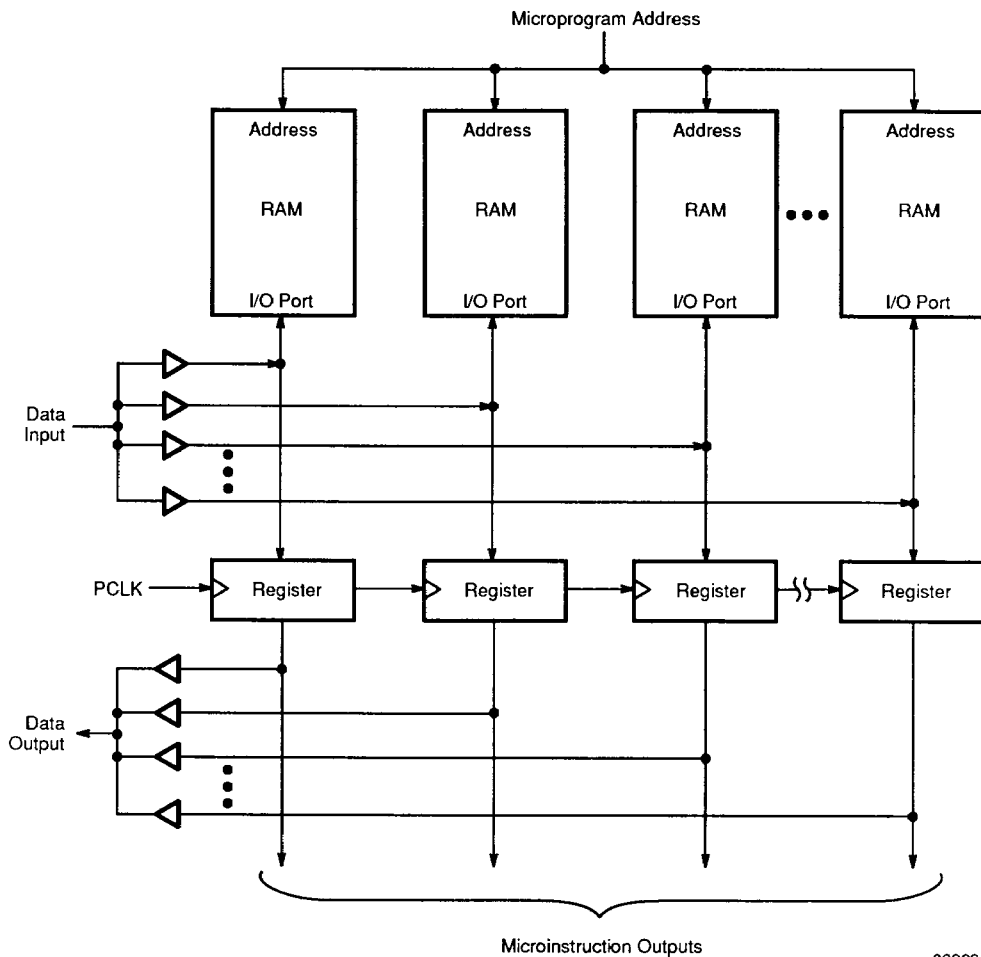 Microprogram Address
Address Address Address Address
RAM RAM RAM RAM
I/O Port I/O Port I/O Port I/O Port
Data
Input
PCLK Register Register Register Register
Data
Output
Microinstruction Outputs